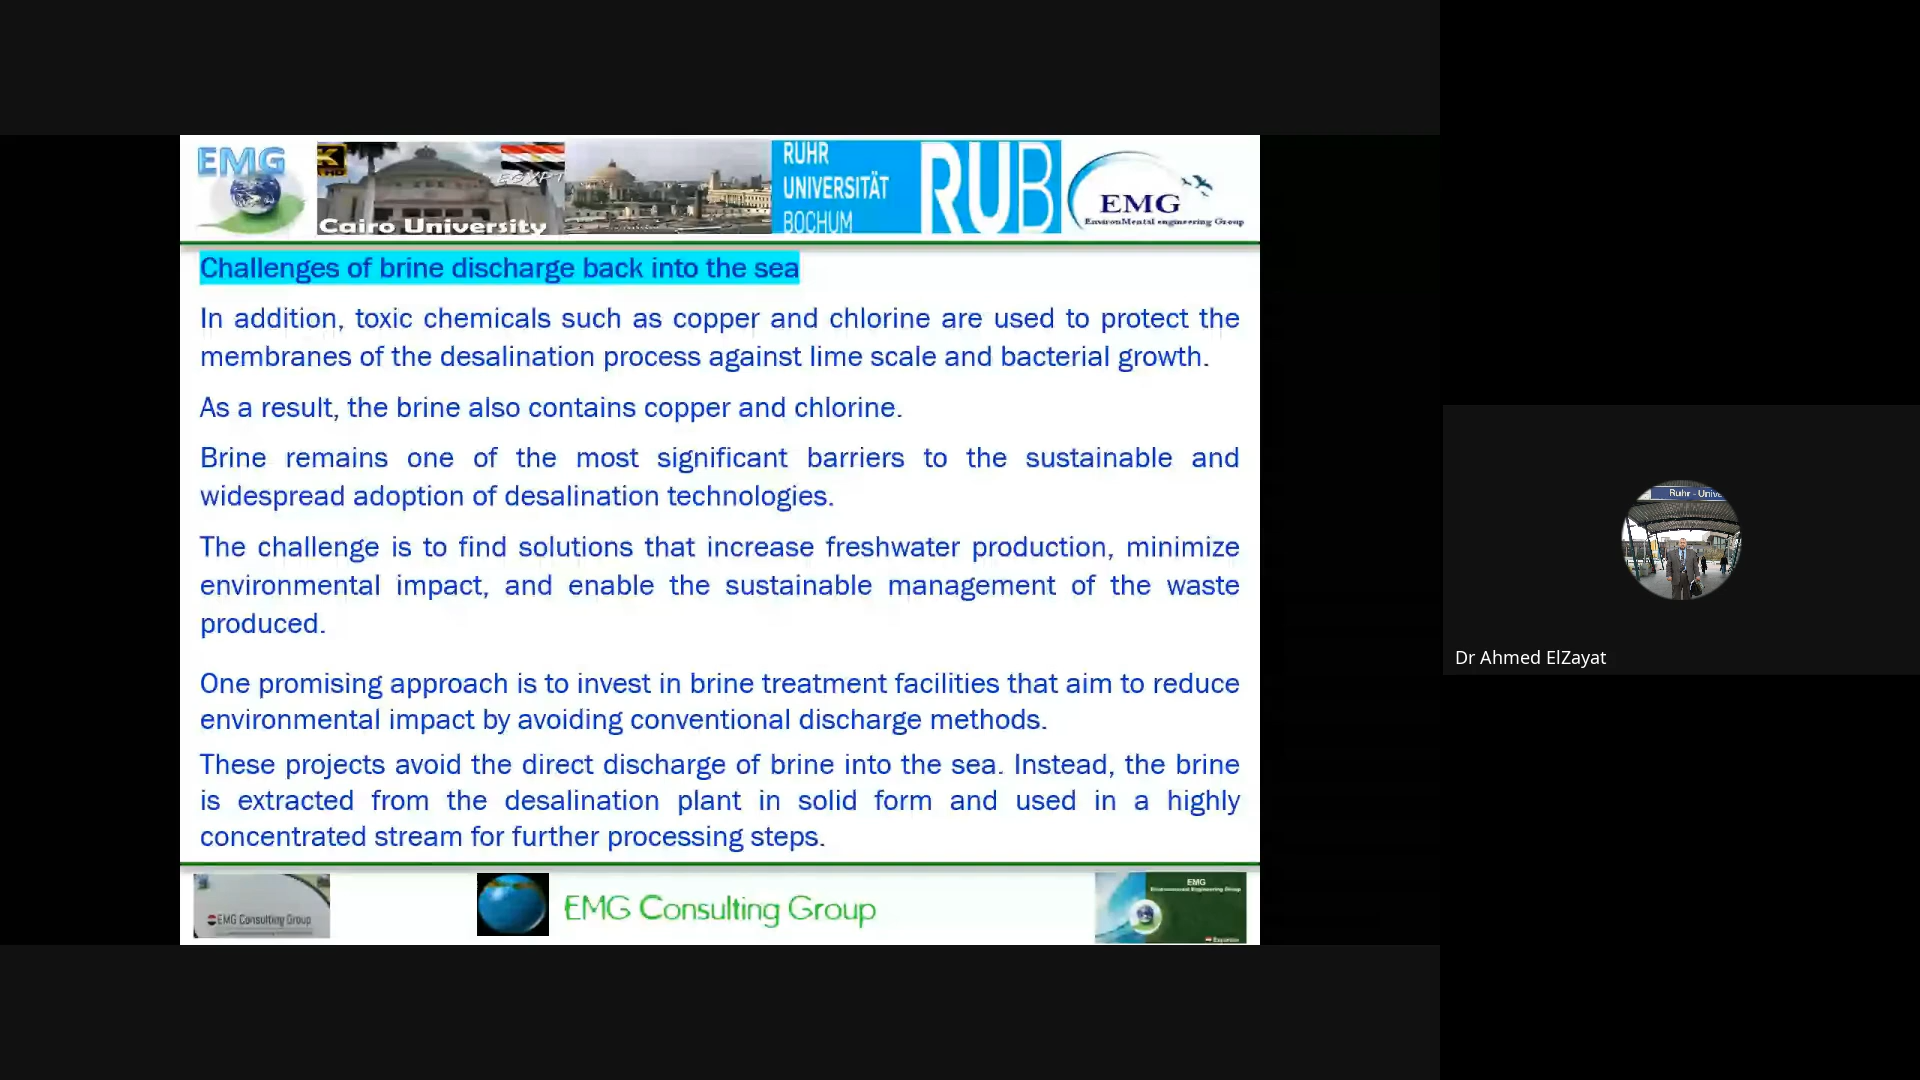 EMG
K
HD
EGYPT
Cairo University
RUHR
UNIVERSITÄT
BOCHUM
RUB
EMG
EnvironMental engineering Group
Challenges of brine discharge back into the sea
In addition, toxic chemicals such as copper and chlorine are used to protect the
membranes of the desalination process against lime scale and bacterial growth.
As a result, the brine also contains copper and chlorine.
Brine remains one of the most significant barriers to the sustainable and
widespread adoption of desalination technologies.
The challenge is to find solutions that increase freshwater production, minimize
environmental impact, and enable the sustainable management of the waste
produced.
One promising approach is to invest in brine treatment facilities that aim to reduce
environmental impact by avoiding conventional discharge methods.
These projects avoid the direct discharge of brine into the sea. Instead, the brine
is extracted from the desalination plant in solid form and used in a highly
concentrated stream for further processing steps.
Ruhr - Unive
Dr Ahmed ElZayat
EMG Consulting Group
EMG Consulting Group
EMG
Environmental Engineering Group